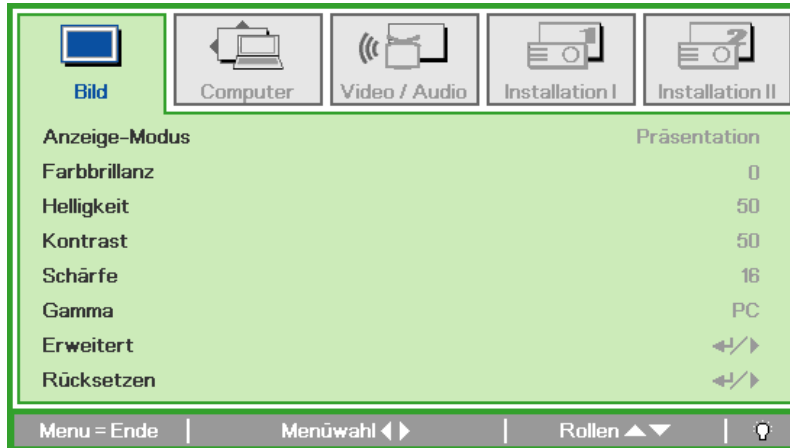 Bild
Computer
Video / Audio
Installation I
Installation II
Anzeige-Modus Präsentation
Farbbrillanz 0
Helligkeit 50
Kontrast 50
Schärfe 16
Gamma PC
Erweitert
Rücksetzen
Menu = Ende Menüwahl Rollen